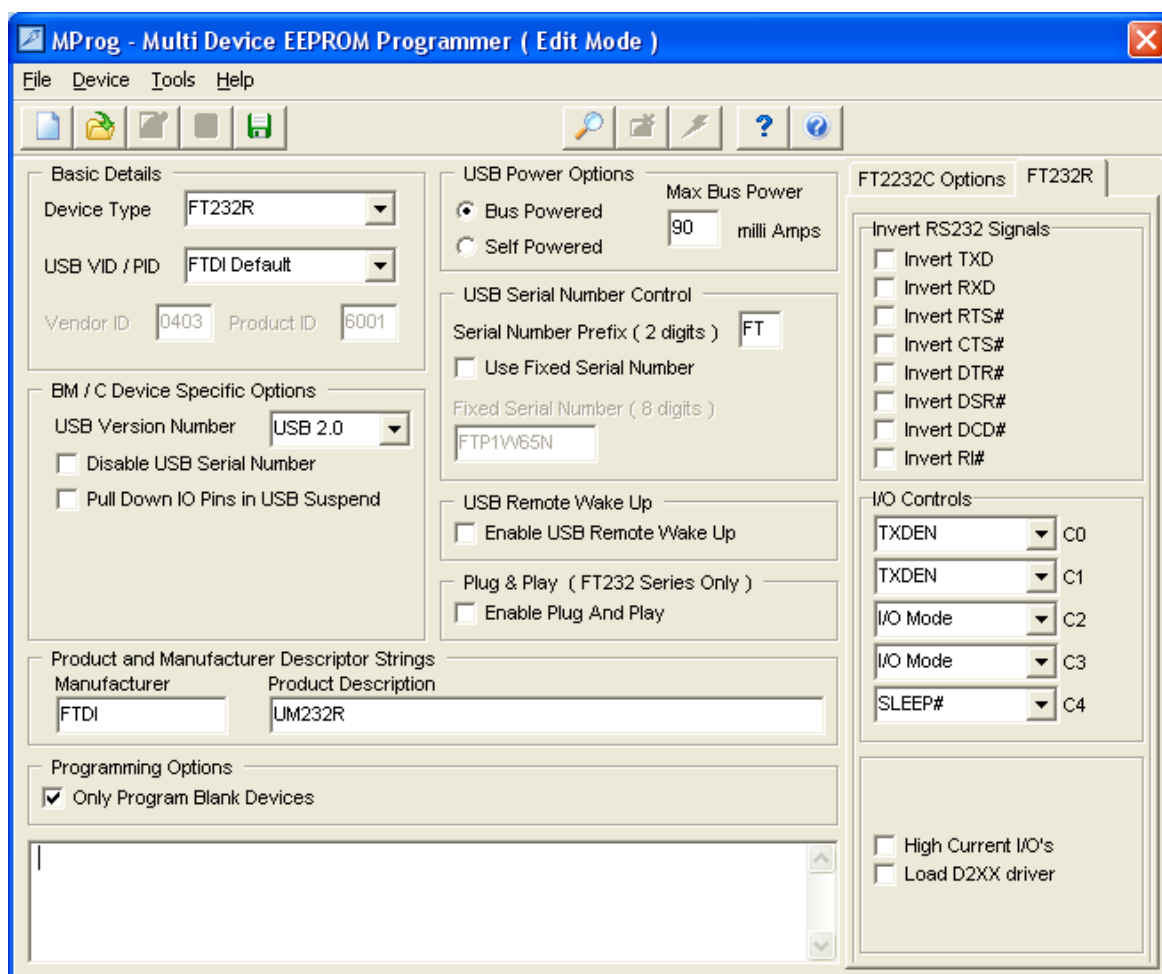 MProg - Multi Device EEPROM Programmer ( Edit Mode )
File Device Tools Help
Basic Details
Device Type FT232R
USB VID / PID FTDI Default
Vendor ID 0403 Product ID 6001
BM / C Device Specific Options
USB Version Number USB 2.0
Disable USB Serial Number
Pull Down IO Pins in USB Suspend
USB Power Options
Max Bus Power
Bus Powered
90 milli Amps
Self Powered
USB Serial Number Control
Serial Number Prefix ( 2 digits ) FT
Use Fixed Serial Number
Fixed Serial Number ( 8 digits )
FTP1W65N
USB Remote Wake Up
Enable USB Remote Wake Up
Plug & Play ( FT232 Series Only )
Enable Plug And Play
Product and Manufacturer Descriptor Strings
Manufacturer Product Description
FTDI UM232R
Programming Options
Only Program Blank Devices
FT2232C Options FT232R
Invert RS232 Signals
Invert TXD
Invert RXD
Invert RTS#
Invert CTS#
Invert DTR#
Invert DSR#
Invert DCD#
Invert RI#
I/O Controls
TXDEN C0
TXDEN C1
I/O Mode C2
I/O Mode C3
SLEEP# C4
High Current I/O's
Load D2XX driver